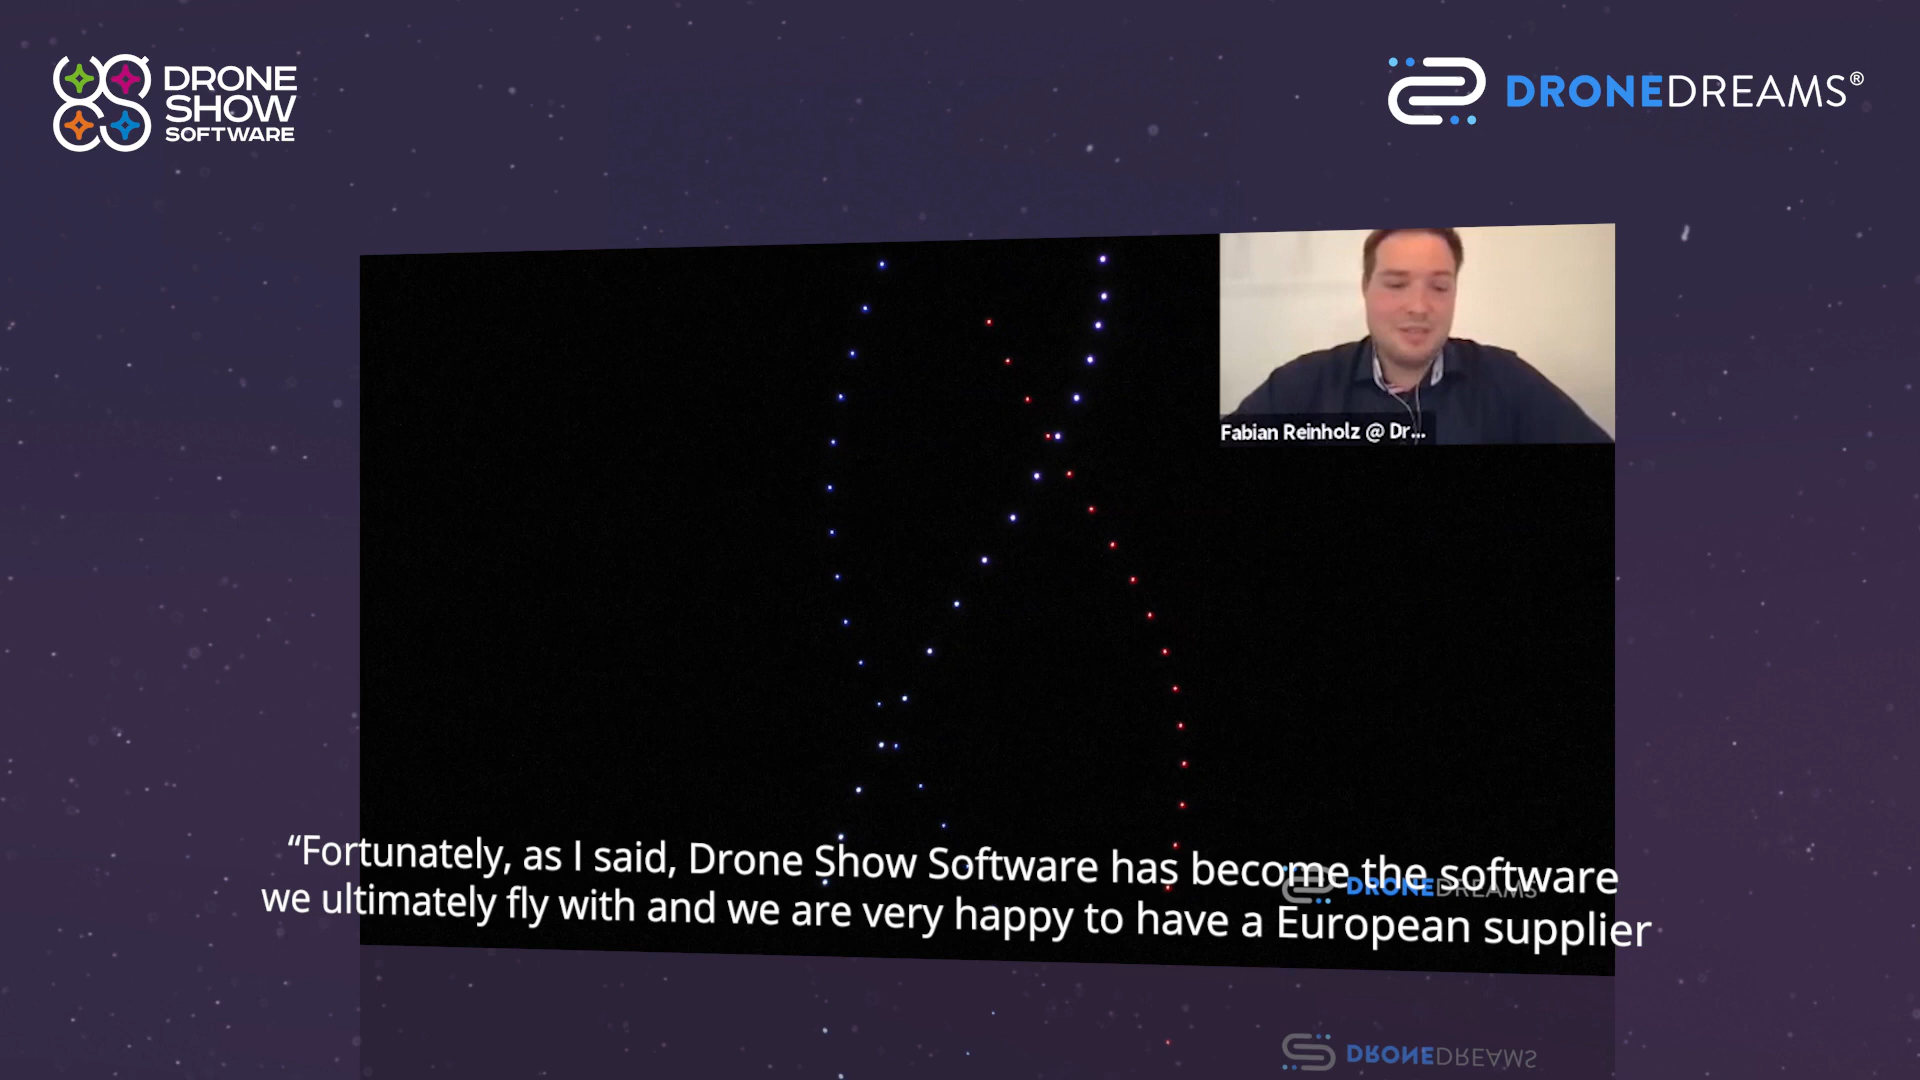 DRONE
SHOW
SOFTWARE
DRONEDREAMS®
Fabian Reinholz @ Dr...
“Fortunately, as I said, Drone Show Software has become the software
we ultimately fly with and we are very happy to have a European supplier
DRONEDREAMS
DRONEDREAMS